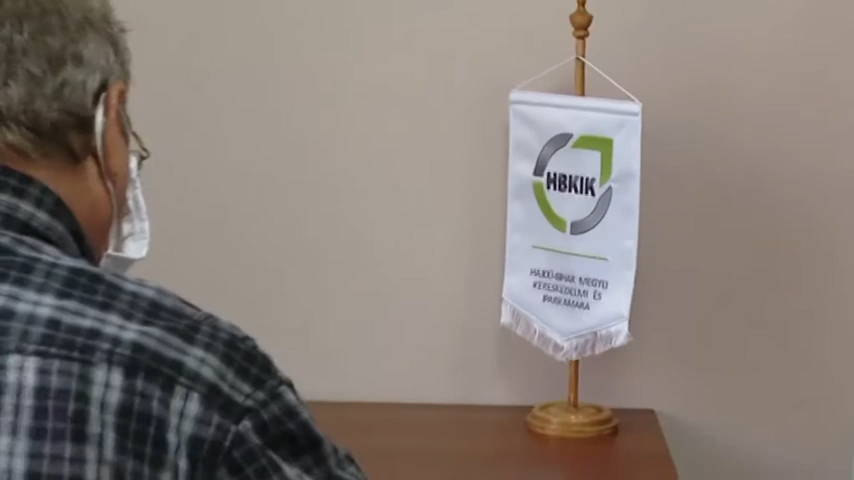 HBKIK
HAJDÚ-BIHAR MEGYEI
KERESKEDELMI ÉS
IPARKAMARA